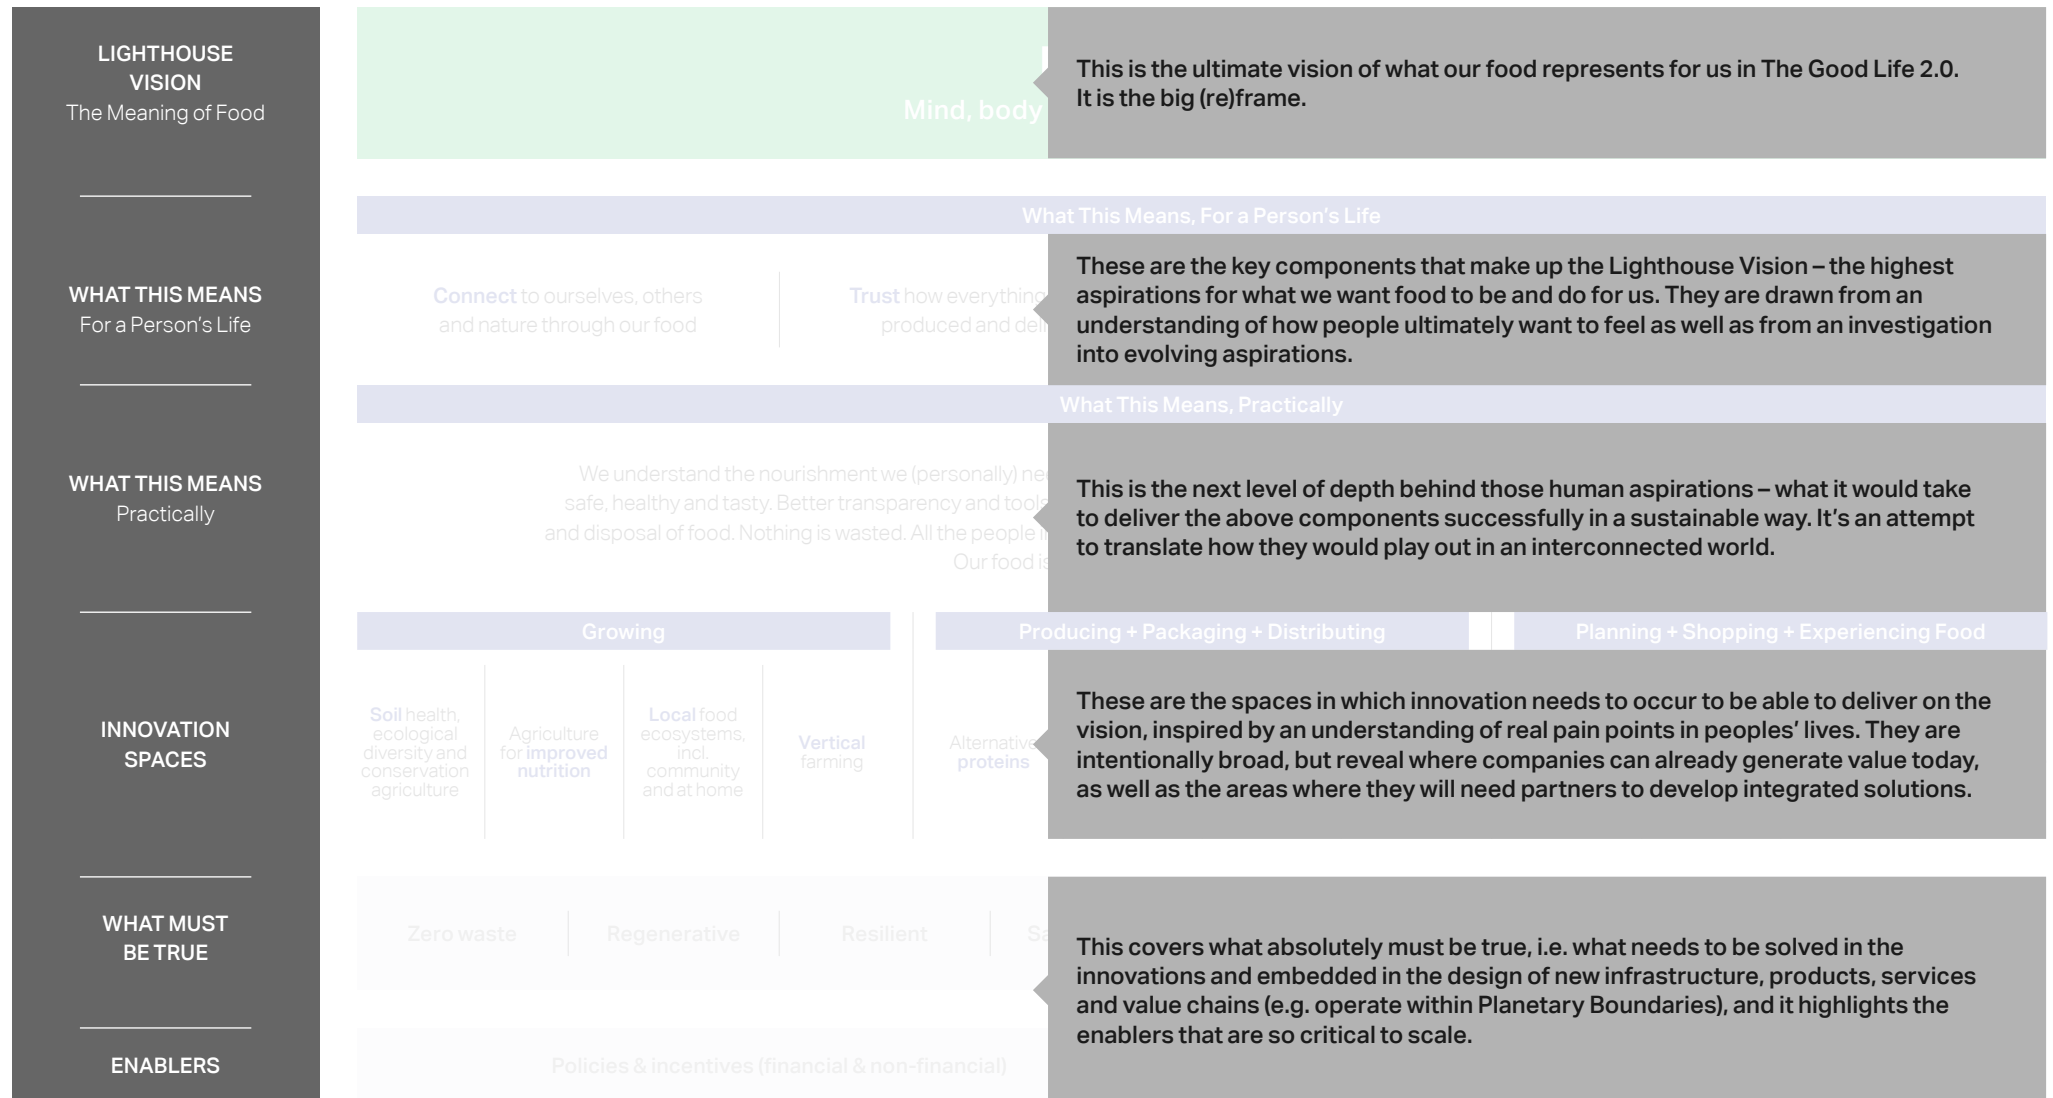 LIGHTHOUSE
VISION
The Meaning of Food
Mind, body
This is the ultimate vision of what our food represents for us in The Good Life 2.0.
It is the big (re)frame.
What This Means, For a Person's Life
WHAT THIS MEANS
For a Person's Life
Connect to ourselves, others
and nature through our food
Trust how everything
produced and
These are the key components that make up the Lighthouse Vision – the highest
aspirations for what we want food to be and do for us. They are drawn from an
understanding of how people ultimately want to feel as well as from an investigation
into evolving aspirations.
What This Means, Practically
WHAT THIS MEANS
Practically
We understand the nourishment we (personally)
safe, healthy and tasty. Better transparency and tools
and disposal of food. Nothing is wasted. All the people
Our food is
This is the next level of depth behind those human aspirations – what it would take
to deliver the above components successfully in a sustainable way. It's an attempt
to translate how they would play out in an interconnected world.
Growing
Producing + Packaging + Distributing
Planning + Shopping + Experiencing Food
INNOVATION
SPACES
Soil health,
ecological
diversity and
conservation
agriculture
Agriculture
for improved
nutrition
Local food
ecosystems,
incl.
community
and at home
Vertical
farming
Alternative
proteins
These are the spaces in which innovation needs to occur to be able to deliver on the
vision, inspired by an understanding of real pain points in peoples' lives. They are
intentionally broad, but reveal where companies can already generate value today,
as well as the areas where they will need partners to develop integrated solutions.
WHAT MUST
BE TRUE
Zero waste
Regenerative
Resilient
This covers what absolutely must be true, i.e. what needs to be solved in the
innovations and embedded in the design of new infrastructure, products, services
and value chains (e.g. operate within Planetary Boundaries), and it highlights the
enablers that are so critical to scale.
ENABLERS
Policies & incentives (financial & non-financial)